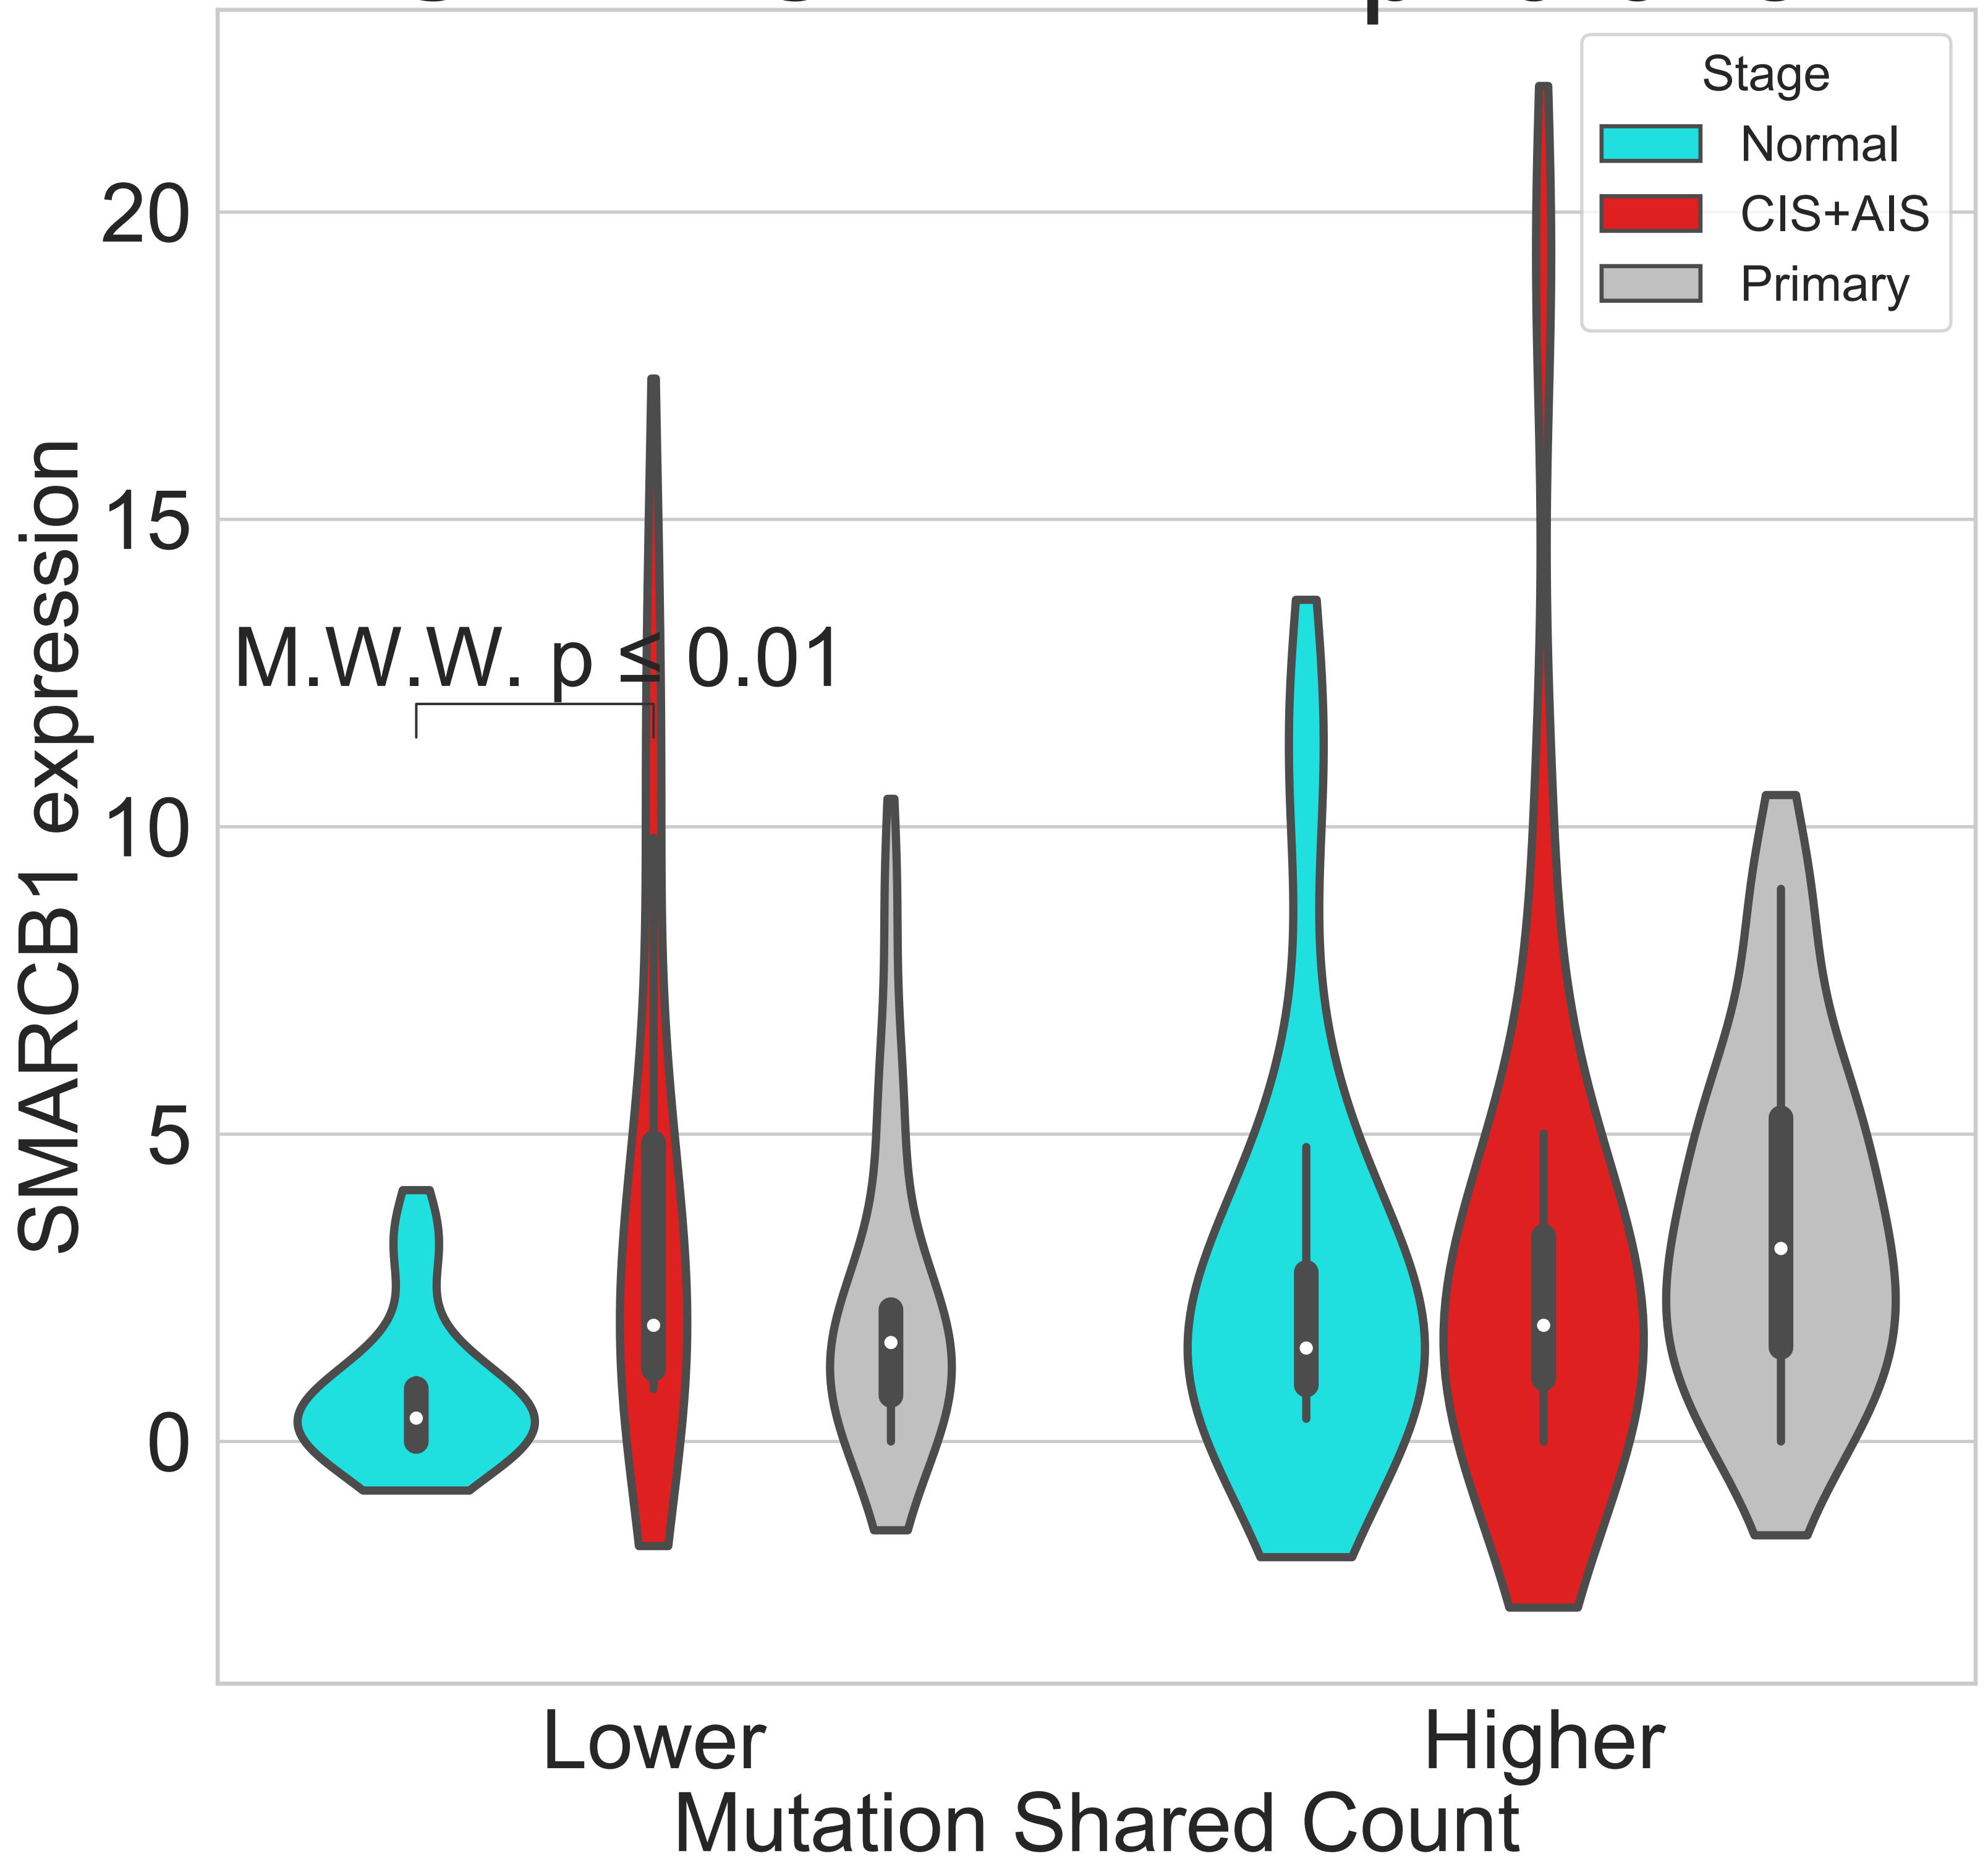 Stage
Normal
CIS+AIS
Primary
20
15
10
5
0
SMARCB1 expression
M.W.W. p ≤ 0.01
Lower
Higher
Mutation Shared Count